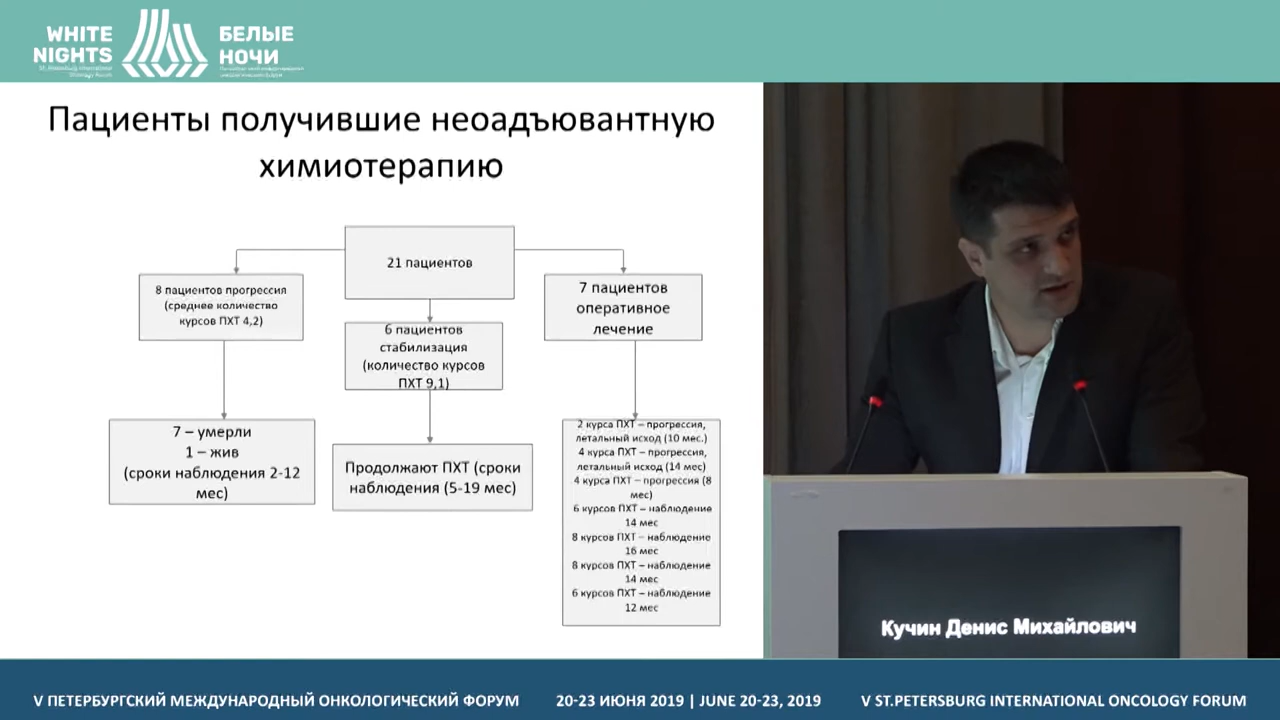 WHITE
NIGHTS
БЕЛЫЕ
НОЧИ
Пациенты получившие неоадъювантную
химиотерапию
21 пациентов
8 пациентов прогрессия
(среднее количество
курсов ПХТ 4,2)
6 пациентов
стабилизация
(количество курсов
ПХТ 9,1)
7 пациентов
оперативное
лечение
7 – умерли
1 – жив
(сроки наблюдения 2-12
мес)
Продолжают ПХТ (сроки
наблюдения (5-19 мес)
2 курса ПХТ – прогрессия,
летальный исход (10 мес.)
4 курса ПХТ – прогрессия,
летальный исход (14 мес)
4 курса ПХТ – прогрессия (8
мес)
6 курсов ПХТ – наблюдение
14 мес
8 курсов ПХТ – наблюдение
16 мес
8 курсов ПХТ – наблюдение
14 мес
6 курсов ПХТ – наблюдение
12 мес
Кучин Денис Михайлович
V ПЕТЕРБУРГСКИЙ МЕЖДУНАРОДНЫЙ ОНКОЛОГИЧЕСКИЙ ФОРУМ
20-23 ИЮНЯ 2019 | JUNE 20-23, 2019
V ST.PETERSBURG INTERNATIONAL ONCOLOGY FORUM